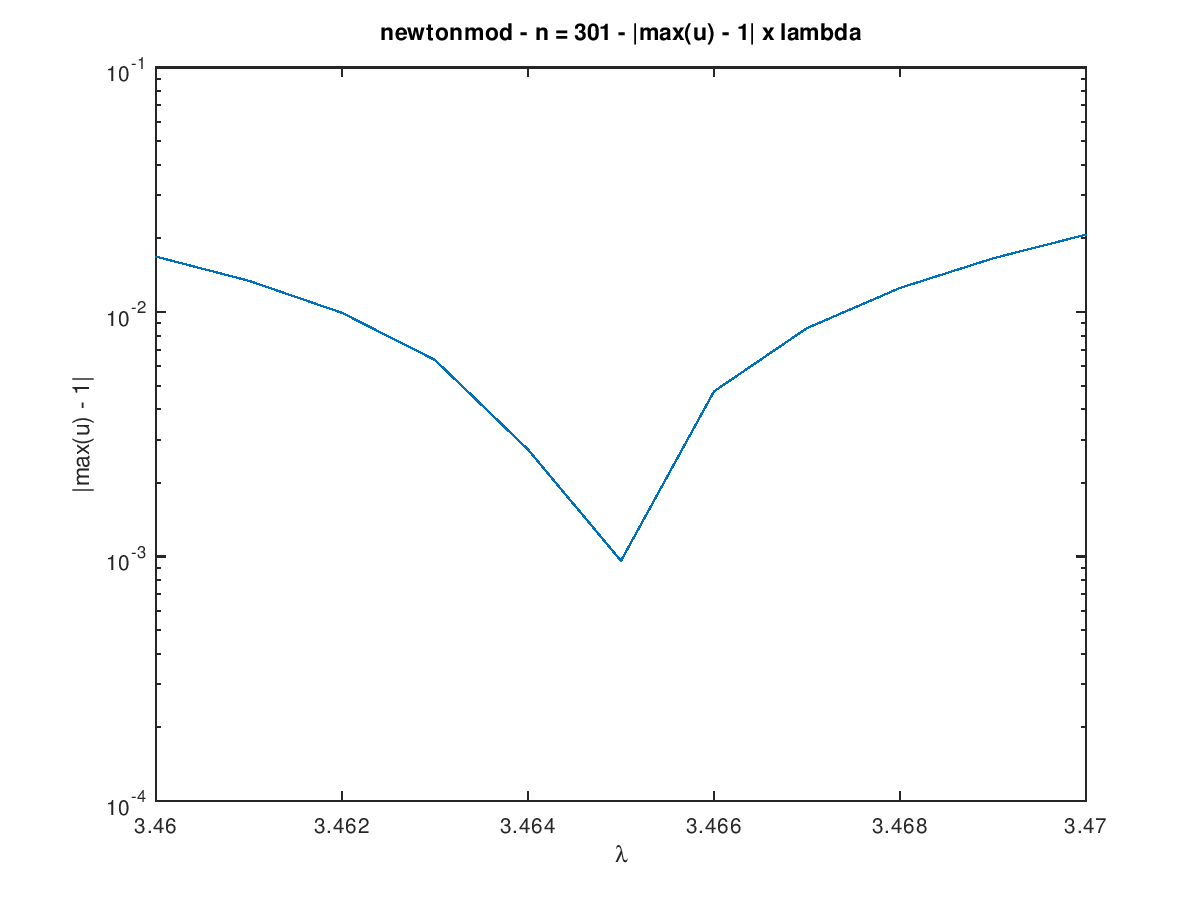 newtonmod - n = 301 - |max(u) - 1| x lambda
10^-1
10^-2
10^-3
10^-4
|max(u) - 1|
3.46 3.462 3.464 3.466 3.468 3.47
λ